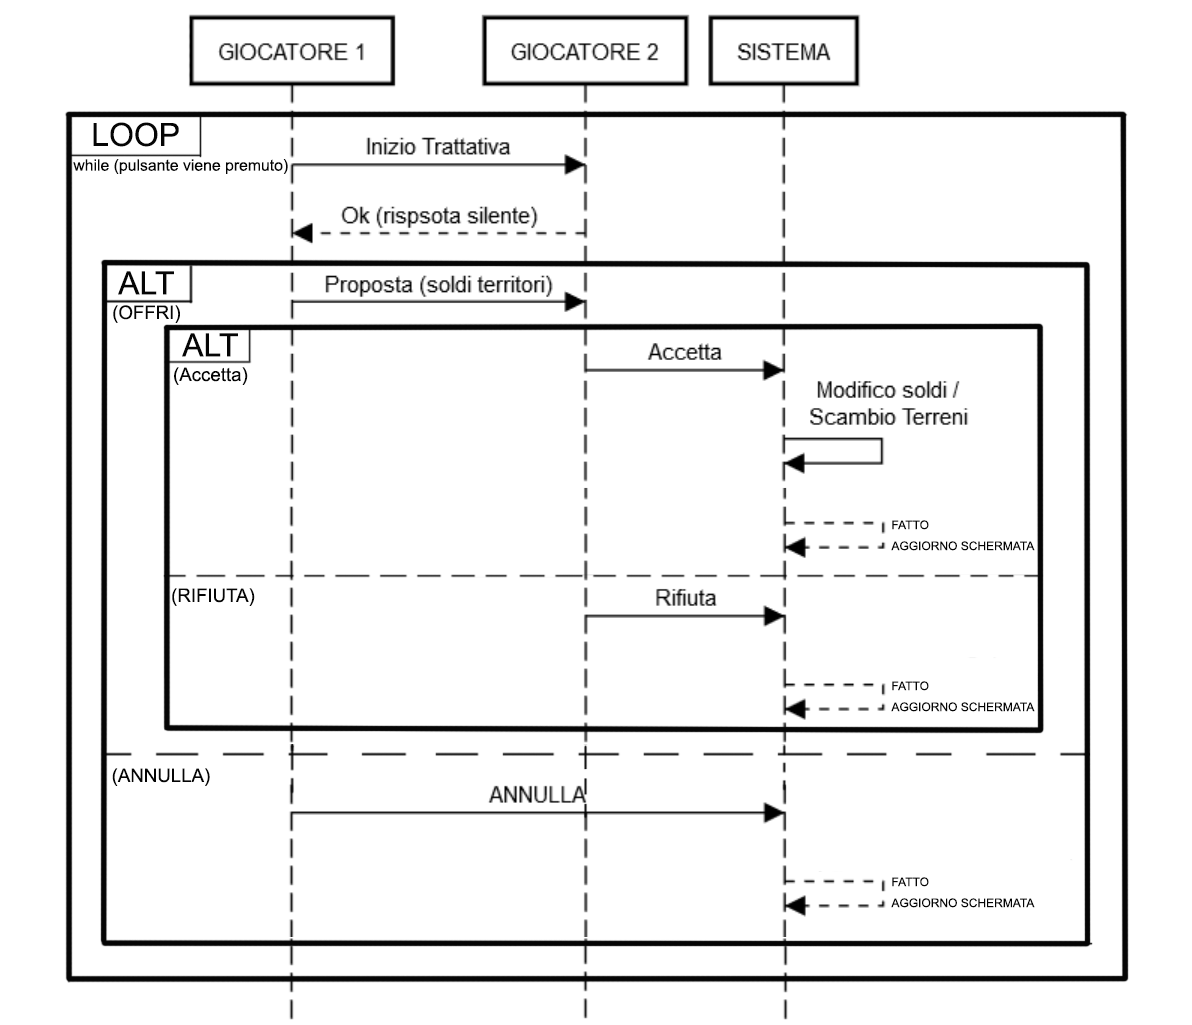 GIOCATORE 1
GIOCATORE 2
SISTEMA
LOOP
while (pulsante viene premuto)
Inizio Trattativa
Ok (rispsota silente)
ALT
(OFFRI)
Proposta (soldi territori)
ALT
(Accetta)
Accetta
Modifico soldi /
Scambio Terreni
FATTO
AGGIORNO SCHERMATA
(RIFIUTA)
Rifiuta
FATTO
AGGIORNO SCHERMATA
(ANNULLA)
ANNULLA
FATTO
AGGIORNO SCHERMATA